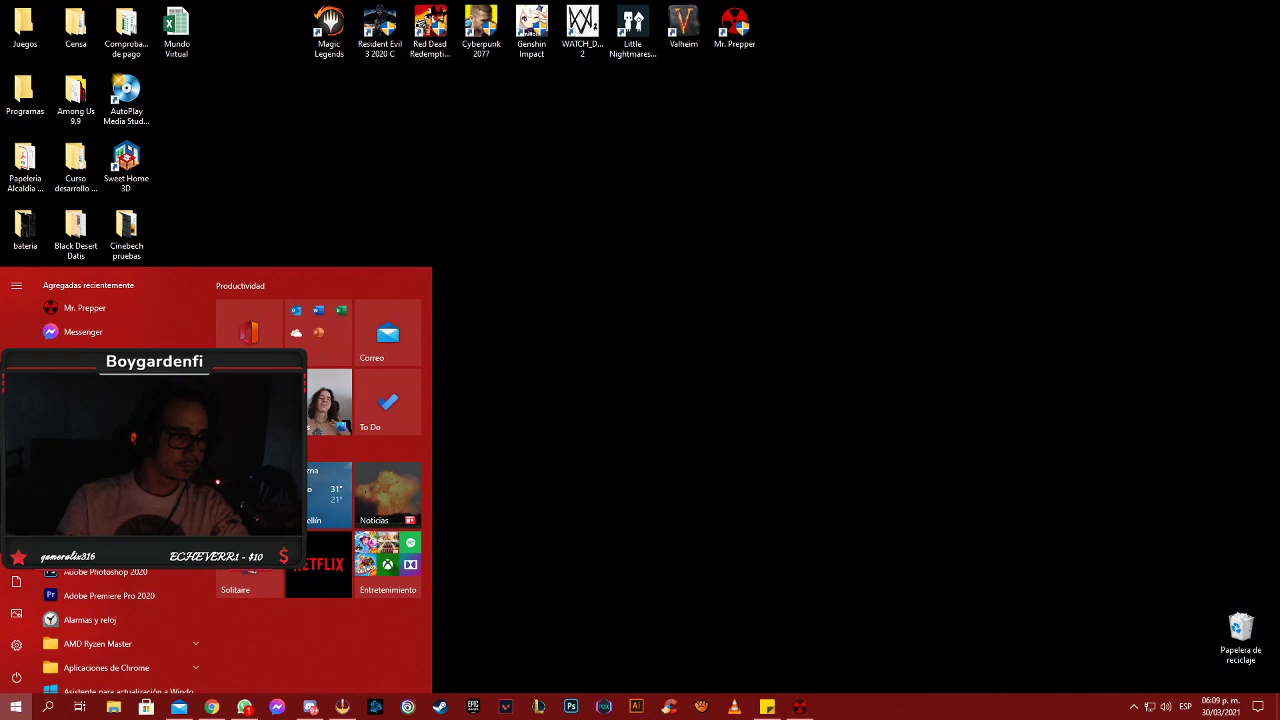 Juegos
Censa
Comproba...
de pago
Mundo
Virtual
Magic
Legends
Resident Evil
3 2020 C
Red Dead
Redempti...
Cyberpunk
2077
Genshin
Impact
WATCH_D...
2
Little
Nightmares...
Valheim
Mr. Prepper
Programas
Among Us
9.9
AutoPlay
Media Stud...
Papeleria
Alcaldia ...
Curso
desarrollo ...
Sweet Home
3D
bateria
Black Desert
Datis
Cinebech
pruebas
Agregadas recientemente
Mr. Prepper
Messenger
Productividad
Correo
To Do
Boygardenfi
gameralix316
ECHEVERRI - $10
31°
21°
Noticias
NETFLIX
Solitaire
Entretenimiento
Adobe Photoshop 2020
Adobe Premiere Pro 2020
Alarmas y reloj
AMD Ryzen Master
Aplicaciones de Chrome
Asistente para actualización a Windo
Papelera de
reciclaje
ESP
06:09 p. m.
30/03/2021